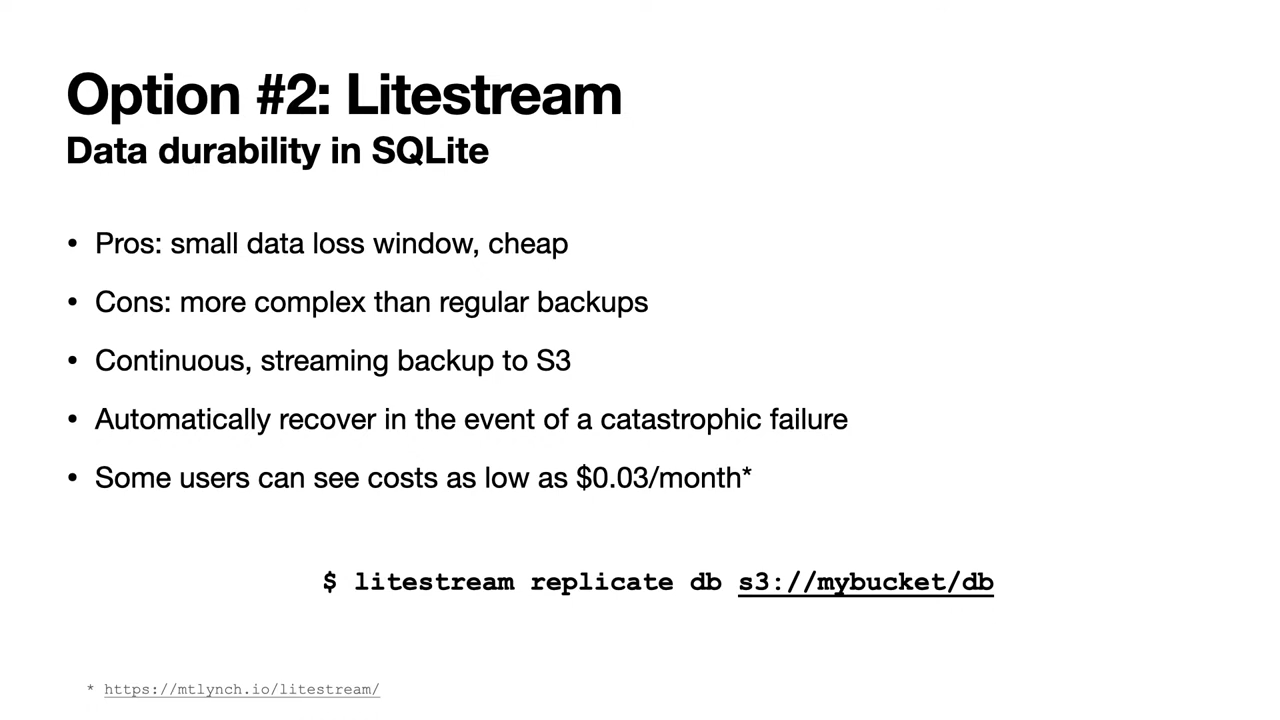 Option #2: Litestream
Data durability in SQLite
• Pros: small data loss window, cheap
• Cons: more complex than regular backups
• Continuous, streaming backup to S3
• Automatically recover in the event of a catastrophic failure
• Some users can see costs as low as $0.03/month*
$ litestream replicate db s3://mybucket/db
* https://mtlynch.io/litestream/